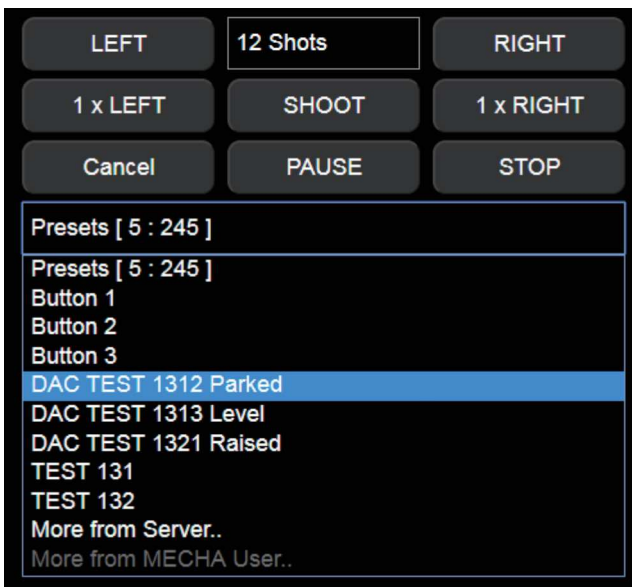 LEFT 12 Shots RIGHT
1 x LEFT SHOOT 1 x RIGHT
Cancel PAUSE STOP
Presets [ 5 : 245 ]
Presets [ 5 : 245 ]
Button 1
Button 2
Button 3
DAC TEST 1312 Parked
DAC TEST 1313 Level
DAC TEST 1321 Raised
TEST 131
TEST 132
More from Server..
More from MECHA User..